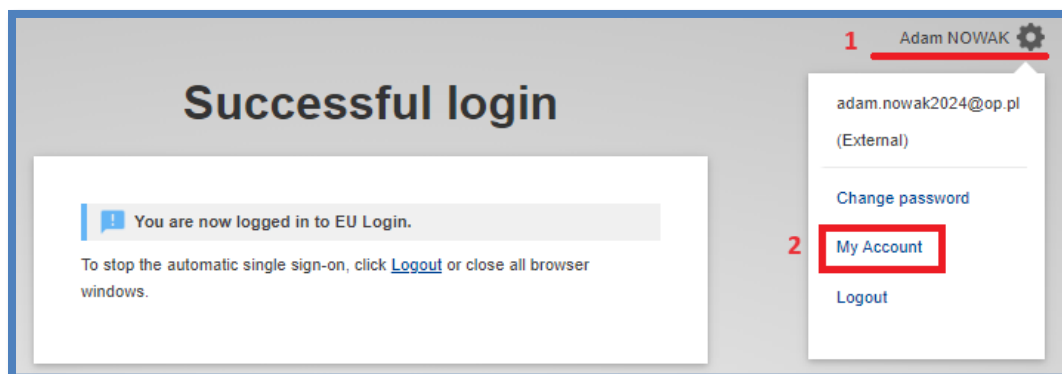 1 Adam NOWAK
Successful login
adam.nowak2024@op.pl
(External)
You are now logged in to EU Login.
To stop the automatic single sign-on, click Logout or close all browser
windows.
Change password
2 My Account
Logout